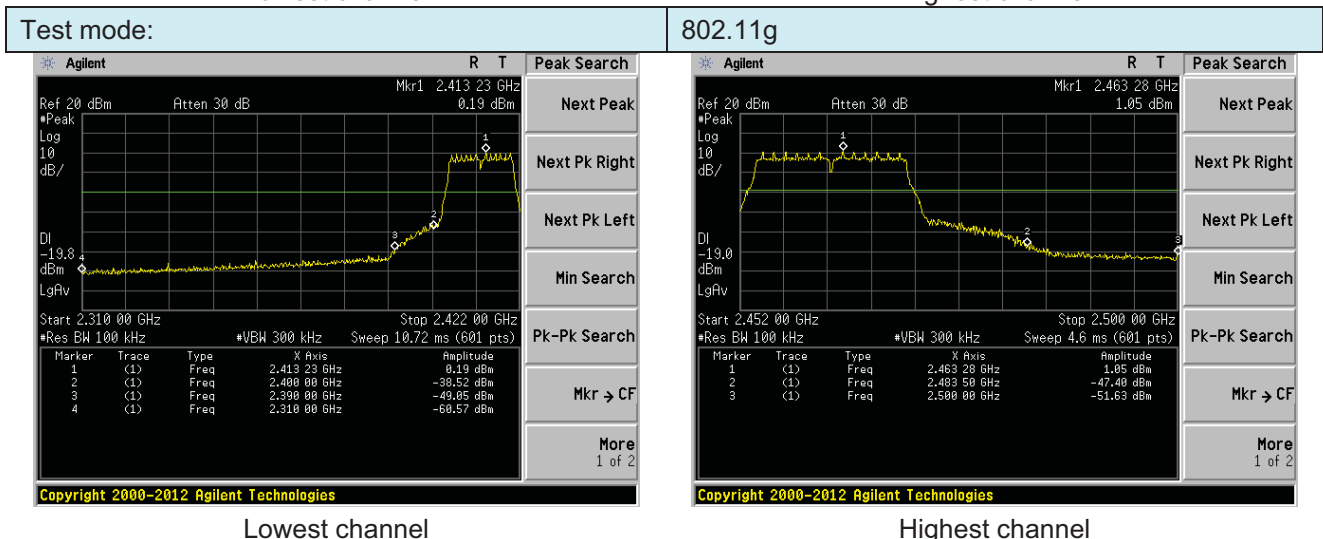 Test mode: 802.11g
Agilent R T Peak Search
Mkr1 2.413 23 GHz
Ref 20 dBm Atten 30 dB 0.19 dBm
#Peak
Log
10
dB/
1
2
3
4
DI
-19.8
dBm
LgAv
Start 2.310 00 GHz Stop 2.422 00 GHz
#Res BW 100 kHz #VBW 300 kHz Sweep 10.72 ms (601 pts)
Marker Trace Type X Axis Amplitude
1 (1) Freq 2.413 23 GHz 0.19 dBm
2 (1) Freq 2.400 00 GHz -38.52 dBm
3 (1) Freq 2.390 00 GHz -49.05 dBm
4 (1) Freq 2.310 00 GHz -60.57 dBm
Next Peak
Next Pk Right
Next Pk Left
Min Search
Pk-Pk Search
Mkr → CF
More
1 of 2
Copyright 2000-2012 Agilent Technologies
Lowest channel
Agilent R T Peak Search
Mkr1 2.463 28 GHz
Ref 20 dBm Atten 30 dB 1.05 dBm
#Peak
Log
10
dB/
1
2
3
DI
-19.0
dBm
LgAv
Start 2.452 00 GHz Stop 2.500 00 GHz
#Res BW 100 kHz #VBW 300 kHz Sweep 4.6 ms (601 pts)
Marker Trace Type X Axis Amplitude
1 (1) Freq 2.463 28 GHz 1.05 dBm
2 (1) Freq 2.483 50 GHz -47.40 dBm
3 (1) Freq 2.500 00 GHz -51.63 dBm
Next Peak
Next Pk Right
Next Pk Left
Min Search
Pk-Pk Search
Mkr → CF
More
1 of 2
Copyright 2000-2012 Agilent Technologies
Highest channel